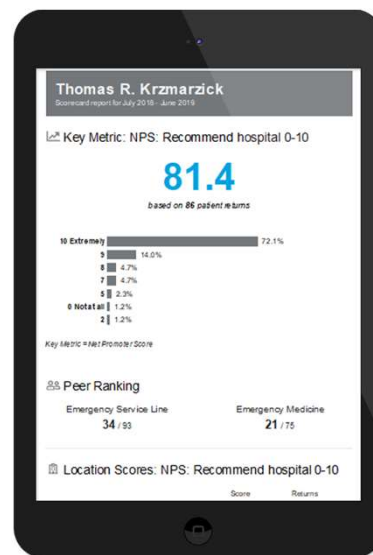 Thomas R. Krzmarzick
Scorecard report for July 2018 - June 2019
Key Metric: NPS: Recommend hospital 0-10
81.4
based on 86 patient returns
10 Extremely 72.1%
9 14.0%
8 4.7%
7 4.7%
5 2.3%
0 Not at all 1.2%
2 1.2%
Key Metric = Net Promoter Score
Peer Ranking
Emergency Service Line Emergency Medicine
34 / 93 21 / 75
Location Scores: NPS: Recommend hospital 0-10
Score Returns